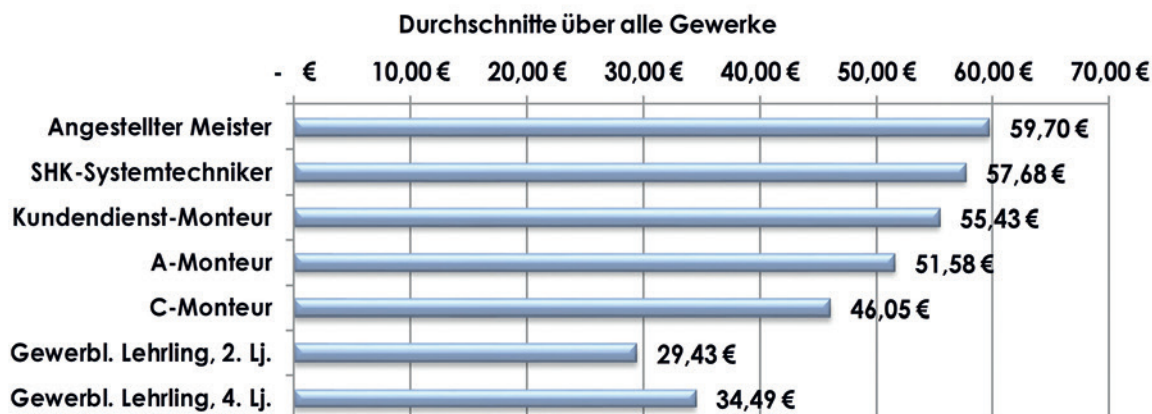 Durchschnitte über alle Gewerke
- € 10,00 € 20,00 € 30,00 € 40,00 € 50,00 € 60,00 € 70,00 €
Angestellter Meister 59,70 €
SHK-Systemtechniker 57,68 €
Kundendienst-Monteur 55,43 €
A-Monteur 51,58 €
C-Monteur 46,05 €
Gewerbl. Lehrling, 2. Lj. 29,43 €
Gewerbl. Lehrling, 4. Lj. 34,49 €